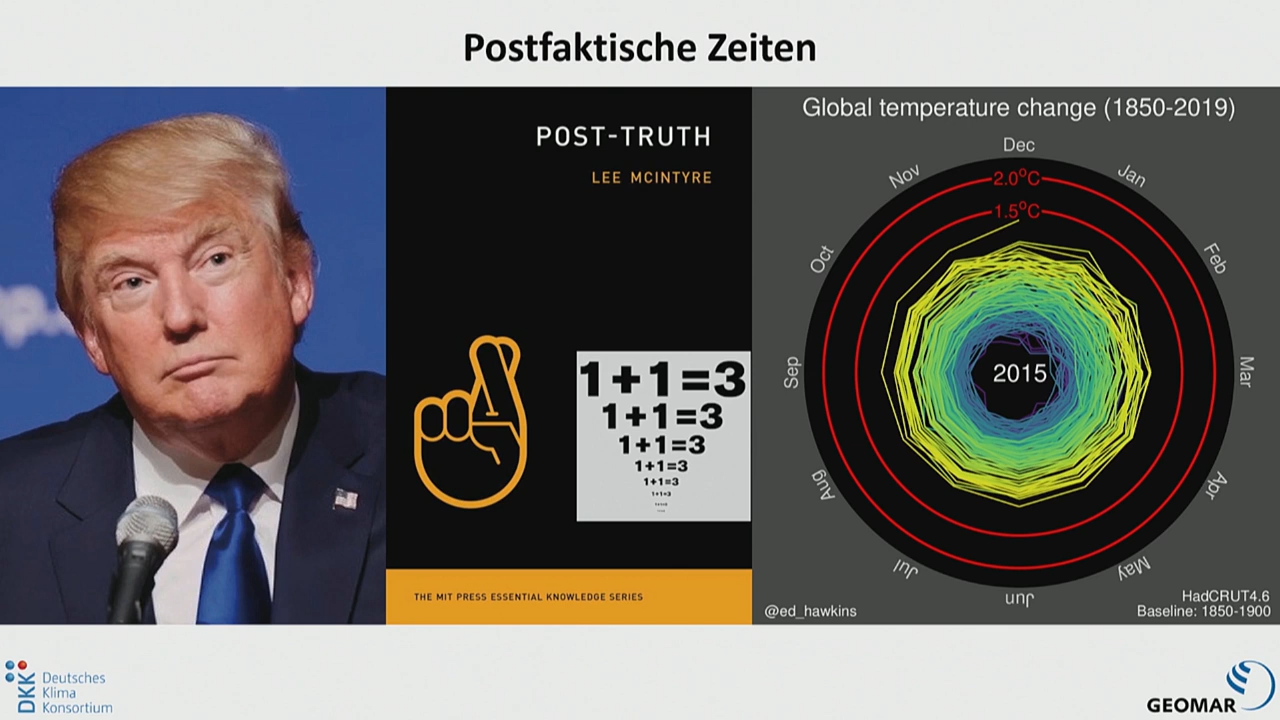 Postfaktische Zeiten
p.c
POST-TRUTH
LEE MCINTYRE
1+1=3
1+1=3
1+1=3
1+1=3
1+1=3
1+1=3
THE MIT PRESS ESSENTIAL KNOWLEDGE SERIES
Global temperature change (1850-2019)
Dec
Jan
Feb
Mar
Apr
May
Jun
Jul
Aug
Sep
Oct
Nov
2.0°C
1.5°C
2015
@ed_hawkins
HadCRUT4.6
Baseline: 1850-1900
DKK
Deutsches
Klima
Konsortium
GEOMAR